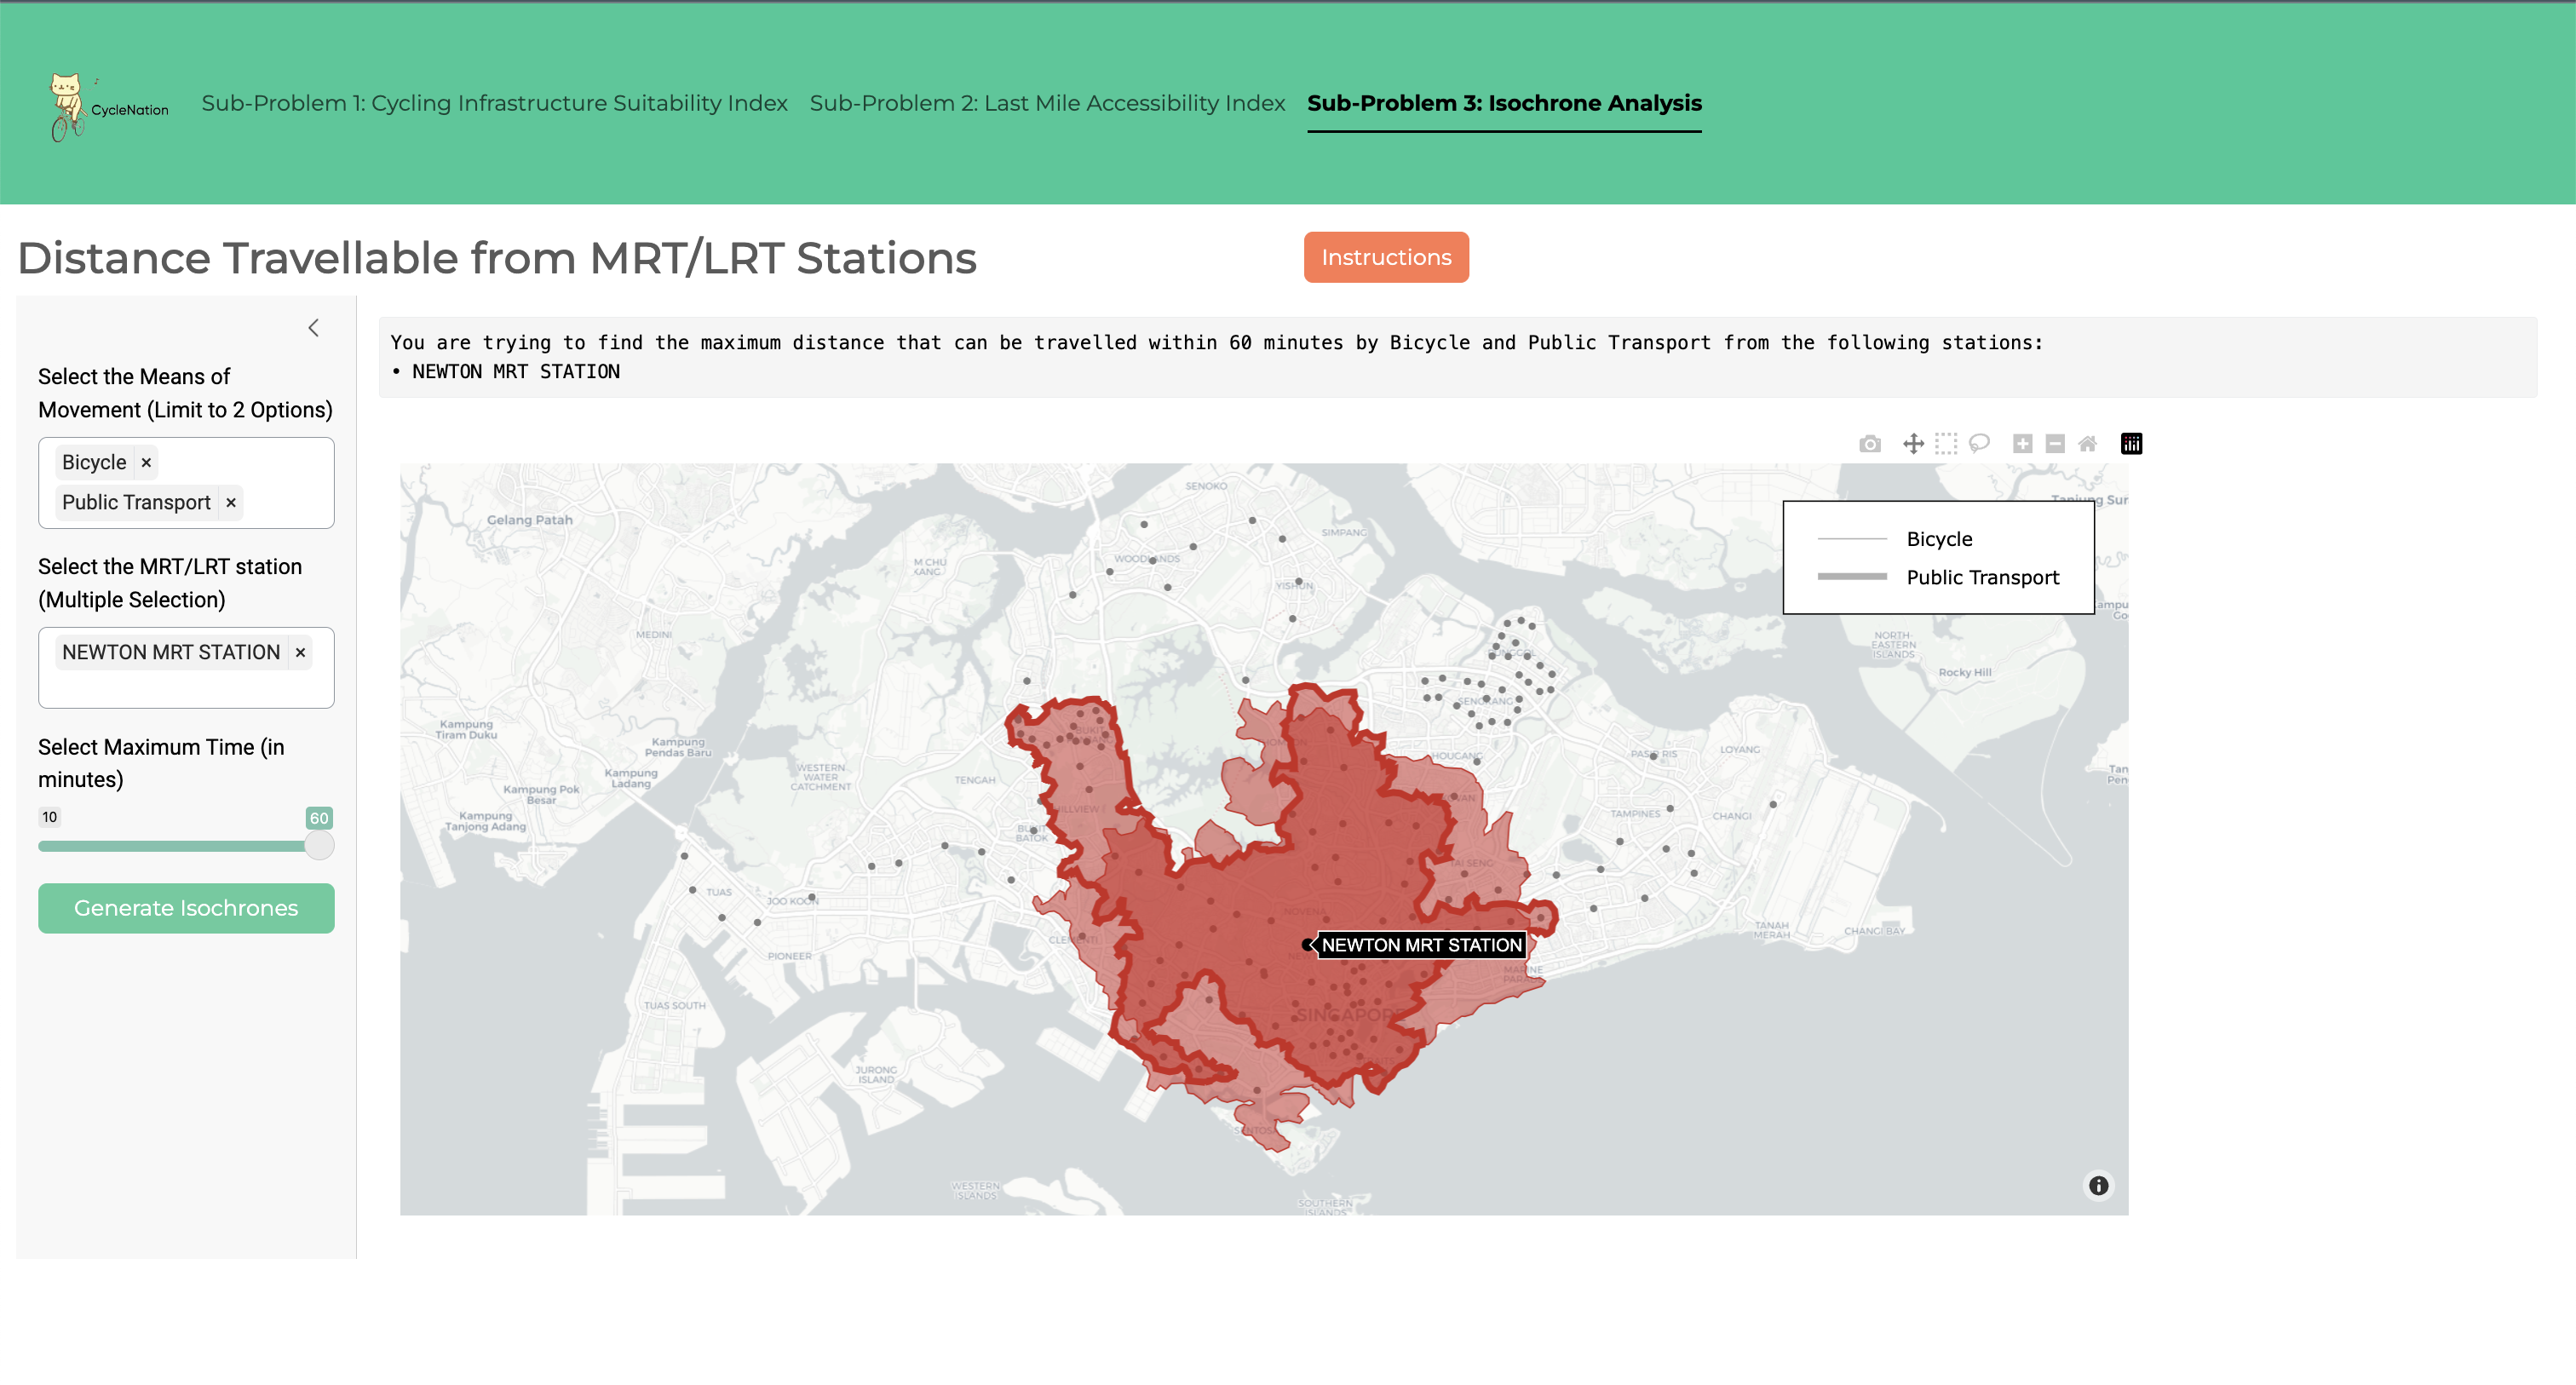 CycleNation
Sub-Problem 1: Cycling Infrastructure Suitability Index
Sub-Problem 2: Last Mile Accessibility Index
Sub-Problem 3: Isochrone Analysis
Distance Travellable from MRT/LRT Stations
Instructions
Select the Means of
Movement (Limit to 2 Options)
Bicycle ×
Public Transport ×
Select the MRT/LRT station
(Multiple Selection)
NEWTON MRT STATION ×
Select Maximum Time (in
minutes)
10
60
Generate Isochrones
You are trying to find the maximum distance that can be travelled within 60 minutes by Bicycle and Public Transport from the following stations:
• NEWTON MRT STATION
Bicycle
Public Transport
SENOKO
Gelang Patah
SIMPANG
WOODLANDS
YISHUN
MEDINI
NORTH-
EASTERN
ISLANDS
Rocky Hill
SENGKANG
Kampung
Tiram Duku
Kampung
Pendas Baru
HOUGANG
PASIR RIS
LOYANG
WESTERN
WATER
CATCHMENT
TENGAH
Kampung
Ladang
Kampung Pok
Besar
Kampung
Tanjong Adang
TAMPINES
CHANGI
TAI SENG
TUAS
JOO KOON
NOVENA
TANAH
MERAH
CHANGI BAY
NEWTON MRT STATION
PIONEER
TUAS SOUTH
SINGAPORE
JURONG
ISLAND
WESTERN
ISLANDS
SOUTHERN
ISLANDS